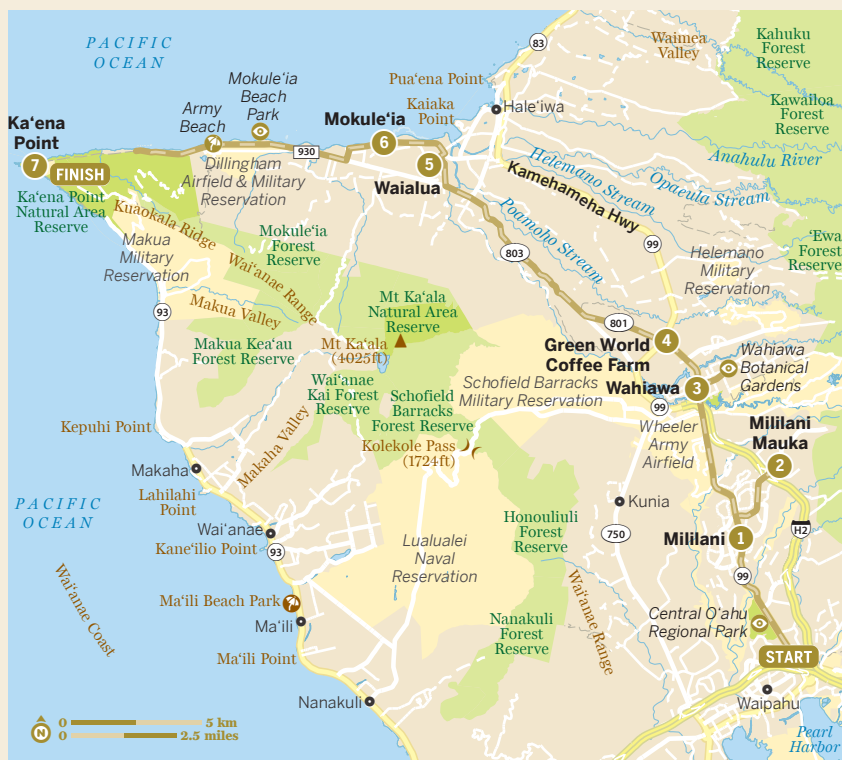 PACIFIC
OCEAN
83
Waimea
Valley
Kahuku
Forest
Reserve
Pua‘ena Point
Mokule‘ia
Beach
Park
Army
Beach
Kaiaka
Point
Hale‘iwa
Kawailoa
Forest
Reserve
Ka‘ena
Point
7
FINISH
Mokule‘ia
6
930
5
Waialua
Dillingham
Airfield & Military
Reservation
Anahulu River
Helemano Stream
Opaeula Stream
Kamehameha Hwy
Ka‘ena Point
Natural Area
Reserve
Kuaokala Ridge
Poamoho Stream
Makua
Military
Reservation
Mokule‘ia
Forest
Reserve
99
803
‘Ewa
Forest
Reserve
Helemano
Military
Reservation
Wai‘anae Range
93
Makua Valley
Mt Ka‘ala
Natural Area
Reserve
801
4
Green World
Coffee Farm
Makua Kea‘au
Forest Reserve
Mt Ka‘ala
(4025ft)
Wahiawa
Botanical
Gardens
Wai‘anae
Kai Forest
Reserve
Schofield Barracks
Military Reservation
Wahiawa
3
Schofield
Barracks
Forest Reserve
99
Wheeler
Army
Airfield
Mililani
Mauka
2
Kepuhi Point
Makaha Valley
Kolekole Pass
(1724ft)
Makaha
PACIFIC
OCEAN
Lahilahi
Point
Kunia
Honouliuli
Forest
Reserve
H2
Wai‘anae
Kane‘ilio Point
93
750
Mililani
1
Lualualei
Naval
Reservation
99
Wai‘anae Coast
Wai‘anae Range
Ma‘ili Beach Park
Ma‘ili
Central O‘ahu
Regional Park
Nanakuli
Forest
Reserve
Ma‘ili Point
START
Nanakuli
Waipahu
N
0 5 km
0 2.5 miles
Pearl
Harbor